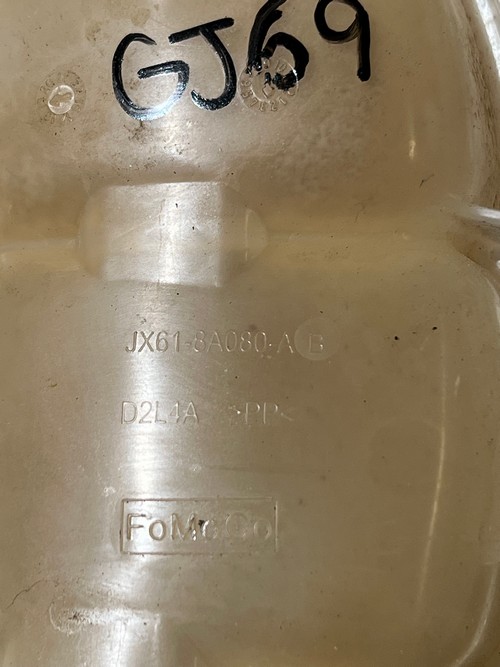 GJ69
JX61-8A080-AB
D2L4A >PP<
FoMoCo